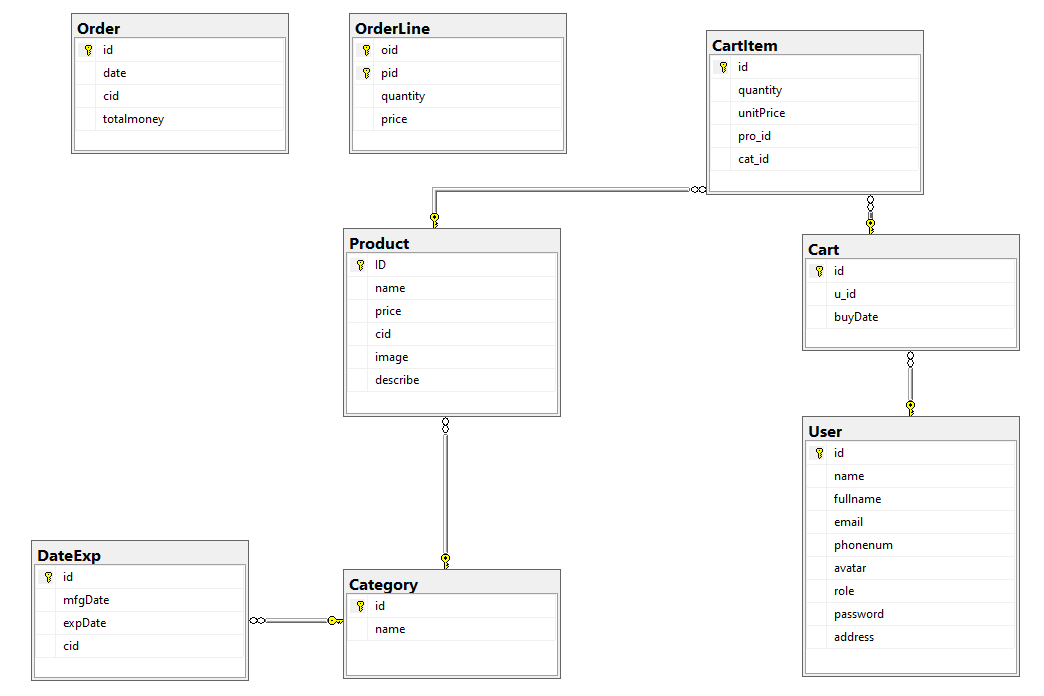 Order
id
date
cid
totalmoney
OrderLine
oid
pid
quantity
price
CartItem
id
quantity
unitPrice
pro_id
cat_id
Product
ID
name
price
cid
image
describe
Cart
id
u_id
buyDate
User
id
name
fullname
email
phonenum
avatar
role
password
address
DateExp
id
mfgDate
expDate
cid
Category
id
name